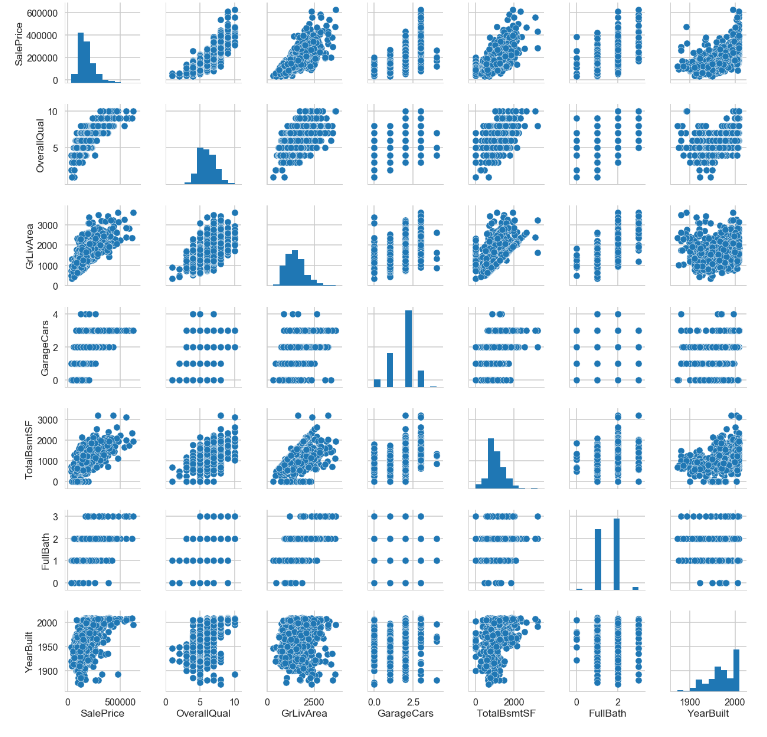 600000
400000
200000
0
SalePrice
10
5
OverallQual
3000
2000
1000
0
GrLivArea
4
2
0
GarageCars
3000
2000
1000
0
TotalBsmtSF
3
2
1
0
FullBath
2000
1950
1900
YearBuilt
0 500000 0 5 10 0 2500 0.0 2.5 0 2000 0 2 1900 2000
SalePrice OverallQual GrLivArea GarageCars TotalBsmtSF FullBath YearBuilt